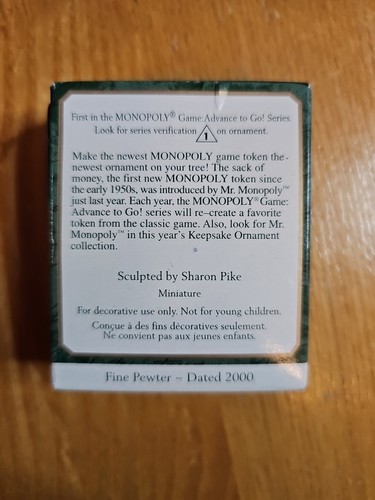 First in the MONOPOLY® Game:Advance to Go! Series.
Look for series verification 1 on ornament.
Make the newest MONOPOLY game token the-
newest ornament on your tree! The sack of
money, the first new MONOPOLY token since
the early 1950s, was introduced by Mr. Monopoly™
just last year. Each year, the MONOPOLY® Game:
Advance to Go! series will re–create a favorite
token from the classic game. Also, look for Mr.
Monopoly™ in this year's Keepsake Ornament
collection.
Sculpted by Sharon Pike
Miniature
For decorative use only. Not for young children.
Conçue à des fins décoratives seulement.
Ne convient pas aux jeunes enfants.
Fine Pewter – Dated 2000